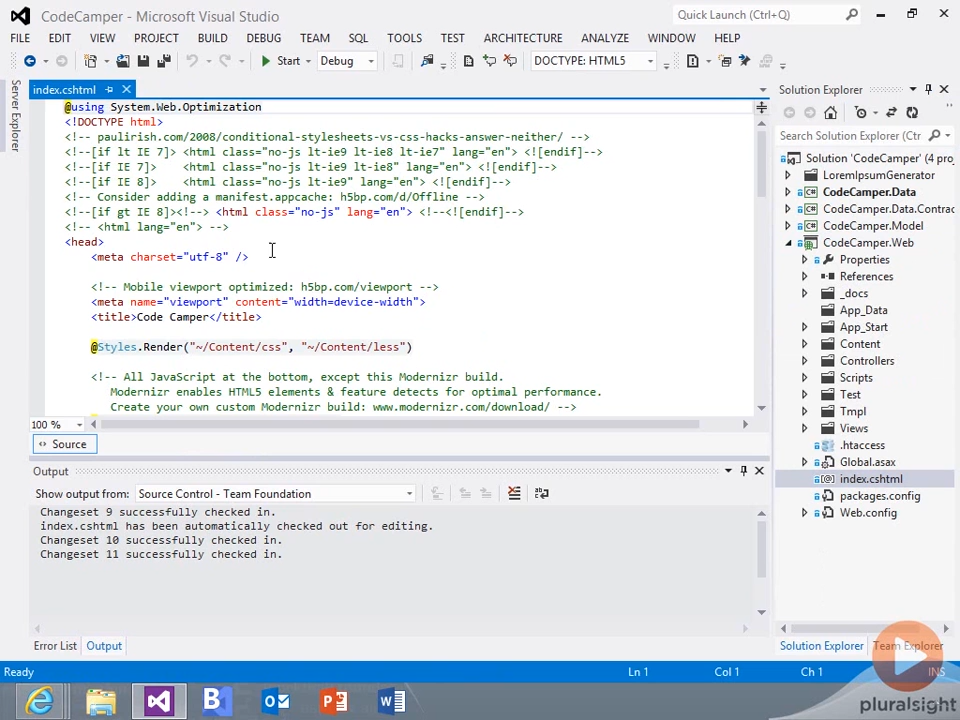 CodeCamper - Microsoft Visual Studio
Quick Launch (Ctrl+Q)
FILE EDIT VIEW PROJECT BUILD DEBUG TEAM SQL TOOLS TEST ARCHITECTURE ANALYZE WINDOW HELP
Start Debug DOCTYPE: HTML5
Server Explorer
index.cshtml
@using System.Web.Optimization
<!DOCTYPE html>
<!-- paulirish.com/2008/conditional-stylesheets-vs-css-hacks-answer-neither/ -->
<!--[if lt IE 7]> <html class="no-js lt-ie9 lt-ie8 lt-ie7" lang="en"> <![endif]-->
<!--[if IE 7]> <html class="no-js lt-ie9 lt-ie8" lang="en"> <![endif]-->
<!--[if IE 8]> <html class="no-js lt-ie9" lang="en"> <![endif]-->
<!-- Consider adding a manifest.appcache: h5bp.com/d/Offline -->
<!--[if gt IE 8]><!--> <html class="no-js" lang="en"> <!--<![endif]-->
<!-- <html lang="en"> -->
<head>
<meta charset="utf-8" />
<!-- Mobile viewport optimized: h5bp.com/viewport -->
<meta name="viewport" content="width=device-width">
<title>Code Camper</title>
@Styles.Render("~/Content/css", "~/Content/less")
<!-- All JavaScript at the bottom, except this Modernizr build.
Modernizr enables HTML5 elements & feature detects for optimal performance.
Create your own custom Modernizr build: www.modernizr.com/download/ -->
100 %
Source
Output
Show output from: Source Control - Team Foundation
Changeset 9 successfully checked in.
index.cshtml has been automatically checked out for editing.
Changeset 10 successfully checked in.
Changeset 11 successfully checked in.
Error List Output
Solution Explorer
Search Solution Explorer (Ctr
Solution 'CodeCamper' (4 pro
LoremIpsumGenerator
CodeCamper.Data
CodeCamper.Data.Contrac
CodeCamper.Model
CodeCamper.Web
Properties
References
_docs
App_Data
App_Start
Content
Controllers
Scripts
Test
Tmpl
Views
.htaccess
Global.asax
index.cshtml
packages.config
Web.config
Solution Explorer Team Explorer
Ready Ln 1 Col 1 Ch 1 INS
pluralsight